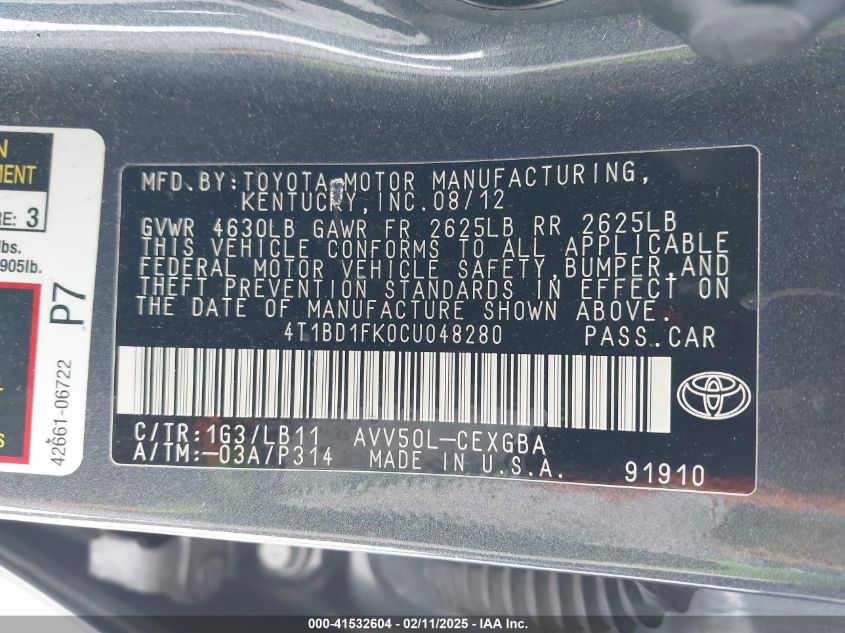 N
MENT
RE: 3
lbs.
905lb.
P7
42661-06722
MFD. BY: TOYOTA MOTOR MANUFACTURING,
KENTUCKY, INC. 08/12
GVWR 4630LB GAWR FR 2625LB RR 2625LB
THIS VEHICLE CONFORMS TO ALL APPLICABLE
FEDERAL MOTOR VEHICLE SAFETY, BUMPER, AND
THEFT PREVENTION STANDARDS IN EFFECT ON
THE DATE OF MANUFACTURE SHOWN ABOVE.
4T1BD1FK0CU048280 PASS. CAR
C/TR: 1G3/LB11 AVV50L-CEXGBA
A/TM:-03A/P314 MADE IN U.S.A. 91910
000-41532604 - 02/11/2025 - IAA Inc.